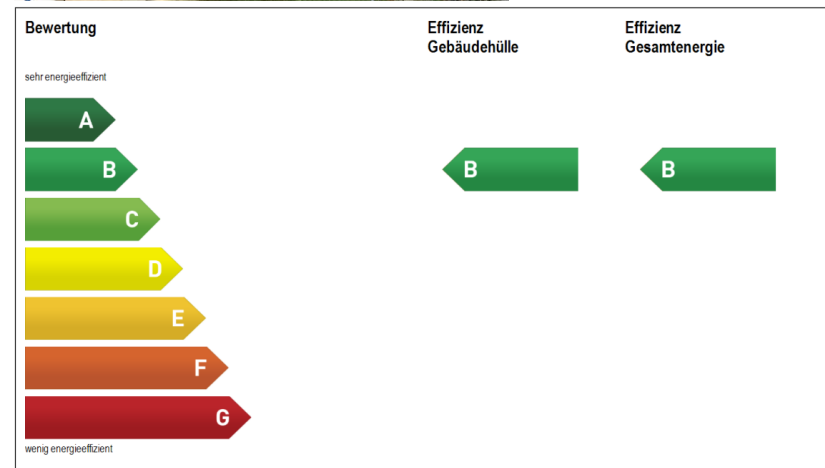 Bewertung
Effizienz
Gebäudehülle
Effizienz
Gesamtenergie
sehr energieeffizient
A
B
B
B
C
D
E
F
G
wenig energieeffizient